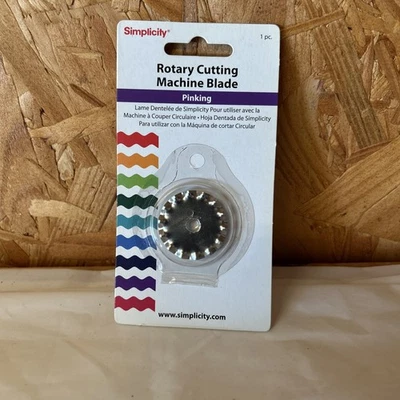 Simplicity®
1 pc.
Rotary Cutting
Machine Blade
Pinking
Lame Dentelée de Simplicity Pour utiliser avec la
Machine à Couper Circulaire • Hoja Dentada de Simplicity
Para utilizar con la Máquina de cortar Circular
www.simplicity.com